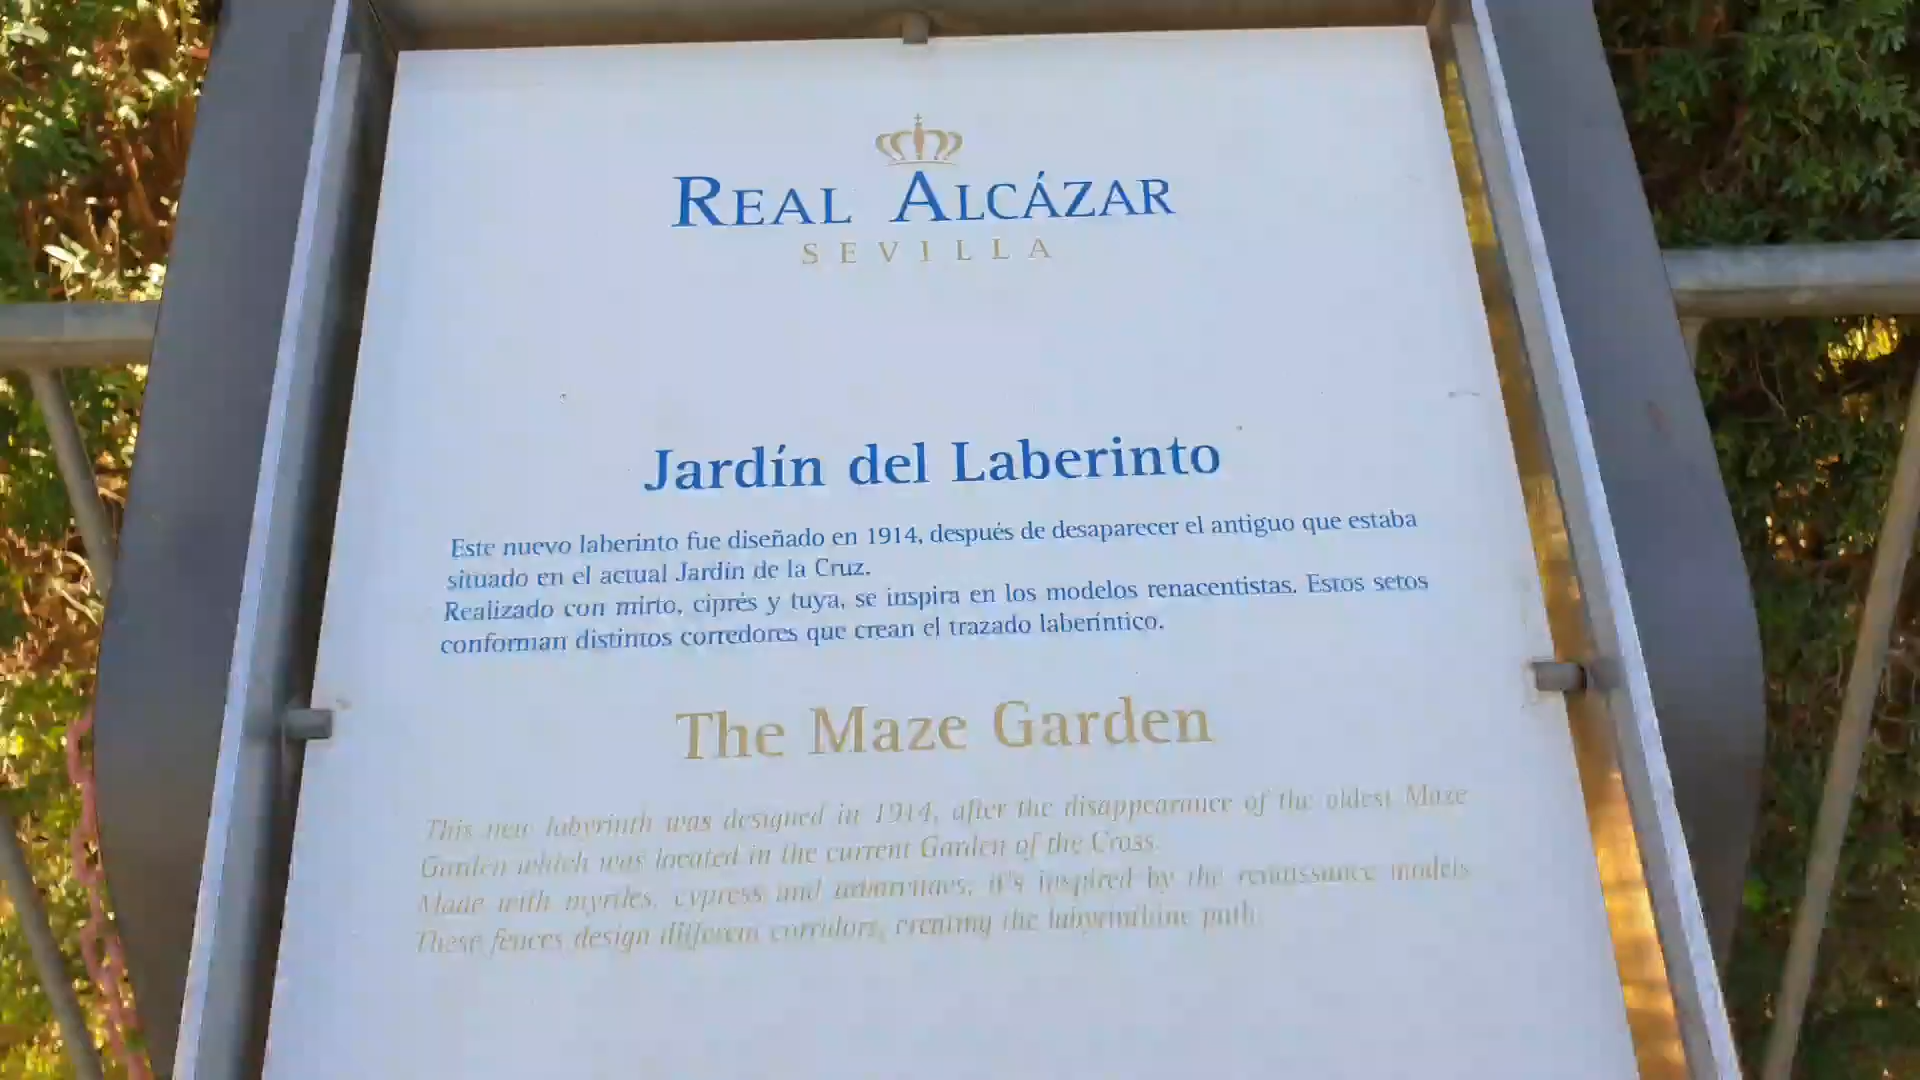 REAL ALCÁZAR
SEVILLA
Jardín del Laberinto
Este nuevo laberinto fue diseñado en 1914, después de desaparecer el antiguo que estaba
situado en el actual Jardín de la Cruz.
Realizado con mirto, ciprés y tuya, se inspira en los modelos renacentistas. Estos setos
conforman distintos corredores que crean el trazado laberíntico.
The Maze Garden
This new labyrinth was designed in 1914, after the disappearance of the oldest Maze
Garden which was located in the current Garden of the Cross.
Made with myrtles, cypress and arborvitaes; it's inspired by the renaissance models.
These fences design different corridors, creating the labyrinthine path.